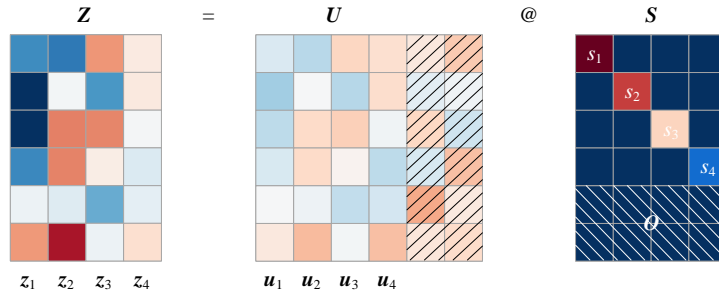 Z = U @ S
s₁
s₂
s₃
s₄
O
z₁ z₂ z₃ z₄ u₁ u₂ u₃ u₄